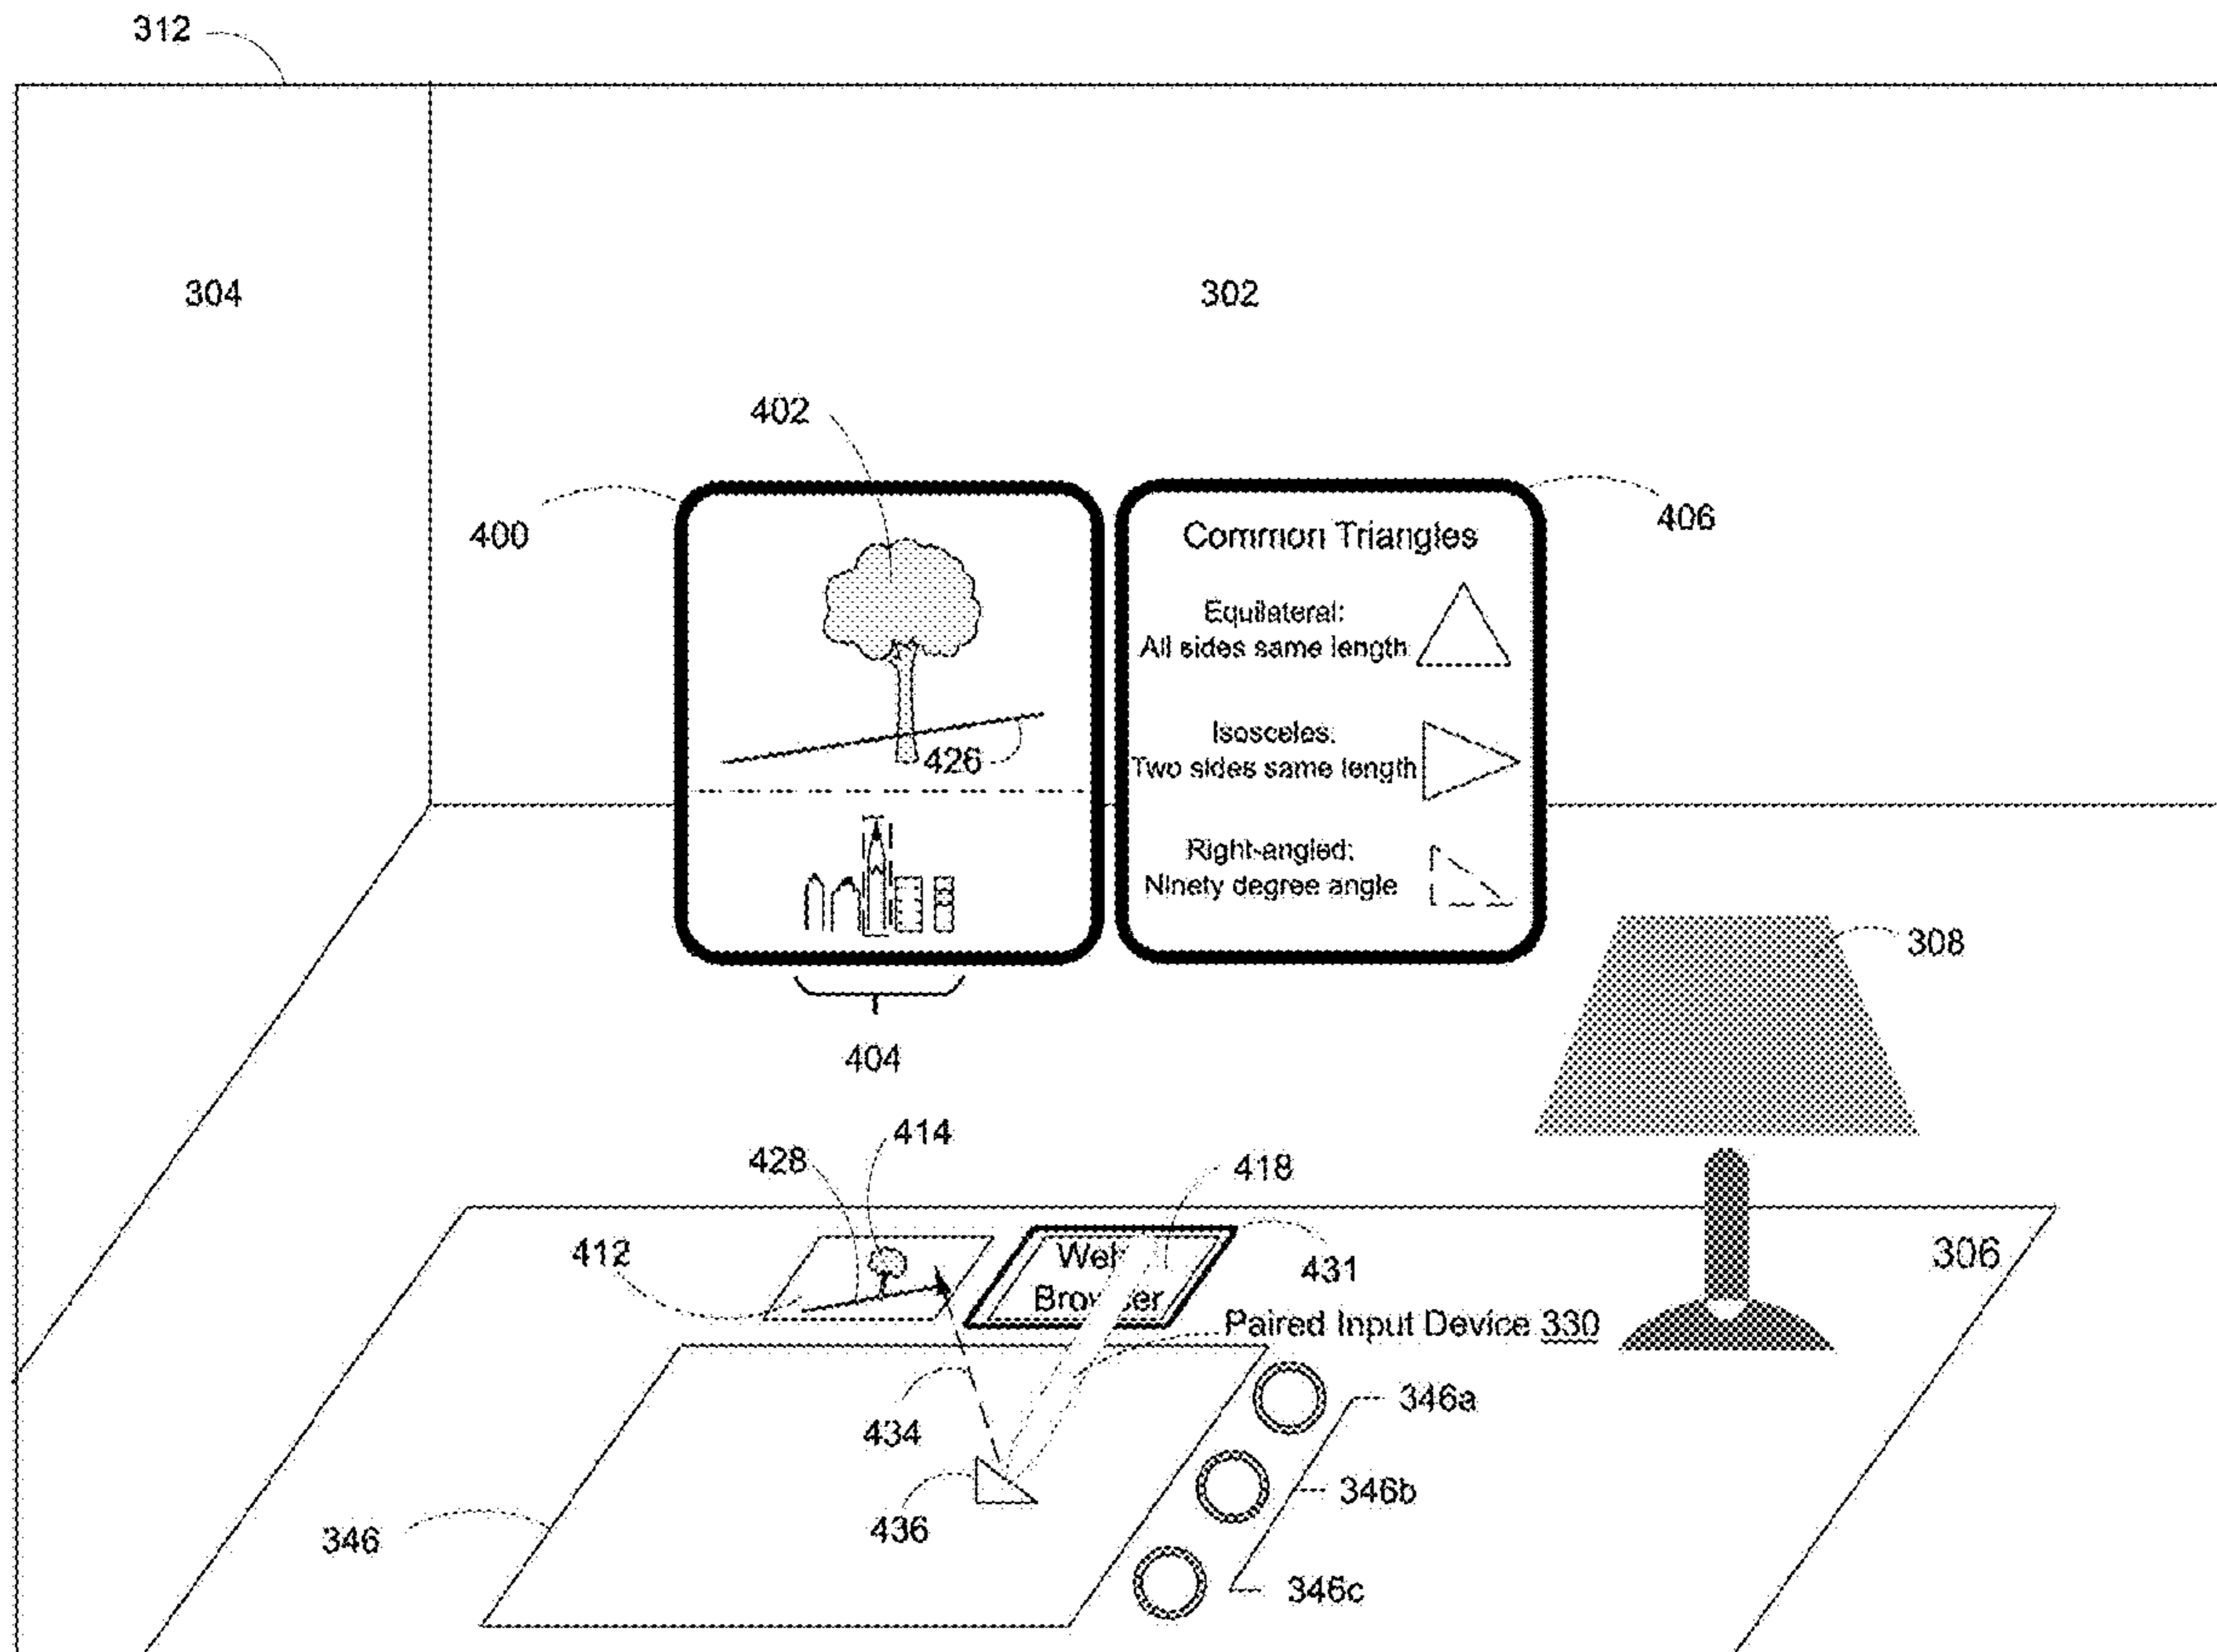 312
304
302
402
400
406
Common Triangles
Equilateral:
All sides same length
Isosceles:
Two sides same length
426
Right-angled:
Ninety degree angle
308
404
414
428
418
412
Web
Browser
431
306
Paired Input Device 330
434
346a
346b
436
346
346c